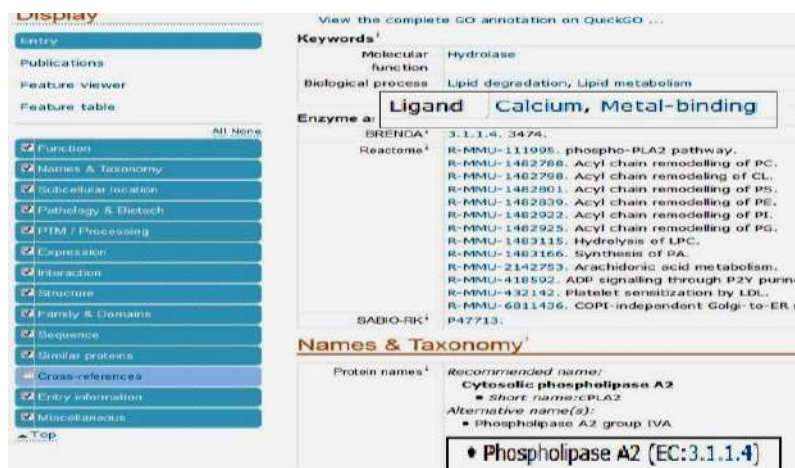 Display
Entry
Publications
Feature viewer
Feature table
All None
Function
Names & Taxonomy
Subcellular location
Pathology & Biotech
PTM / Processing
Expression
Interaction
Structure
Family & Domains
Sequence
Similar proteins
Cross-references
Entry information
Miscellaneous
Top
View the complete GO annotation on QuickGO ...
Keywords i
Molecular function Hydrolase
Biological process Lipid degradation, Lipid metabolism
Ligand Calcium, Metal-binding
Enzyme a
BRENDA i 3.1.1.4. 3474.
Reactome i R-MMU-111995. phospho-PLA2 pathway.
R-MMU-1482788. Acyl chain remodelling of PC.
R-MMU-1482798. Acyl chain remodeling of CL.
R-MMU-1482801. Acyl chain remodelling of PS.
R-MMU-1482839. Acyl chain remodelling of PE.
R-MMU-1482922. Acyl chain remodelling of PI.
R-MMU-1482925. Acyl chain remodelling of PG.
R-MMU-1483115. Hydrolysis of LPC.
R-MMU-1483166. Synthesis of PA.
R-MMU-2142753. Arachidonic acid metabolism.
R-MMU-418592. ADP signalling through P2Y purin
R-MMU-432142. Platelet sensitization by LDL.
R-MMU-6811436. COPI-independent Golgi-to-ER
SABIO-RK i P47713.
Names & Taxonomy i
Protein names i Recommended name:
Cytosolic phospholipase A2
▪ Short name:cPLA2
Alternative name(s):
▪ Phospholipase A2 group IVA
• Phospholipase A2 (EC:3.1.1.4)